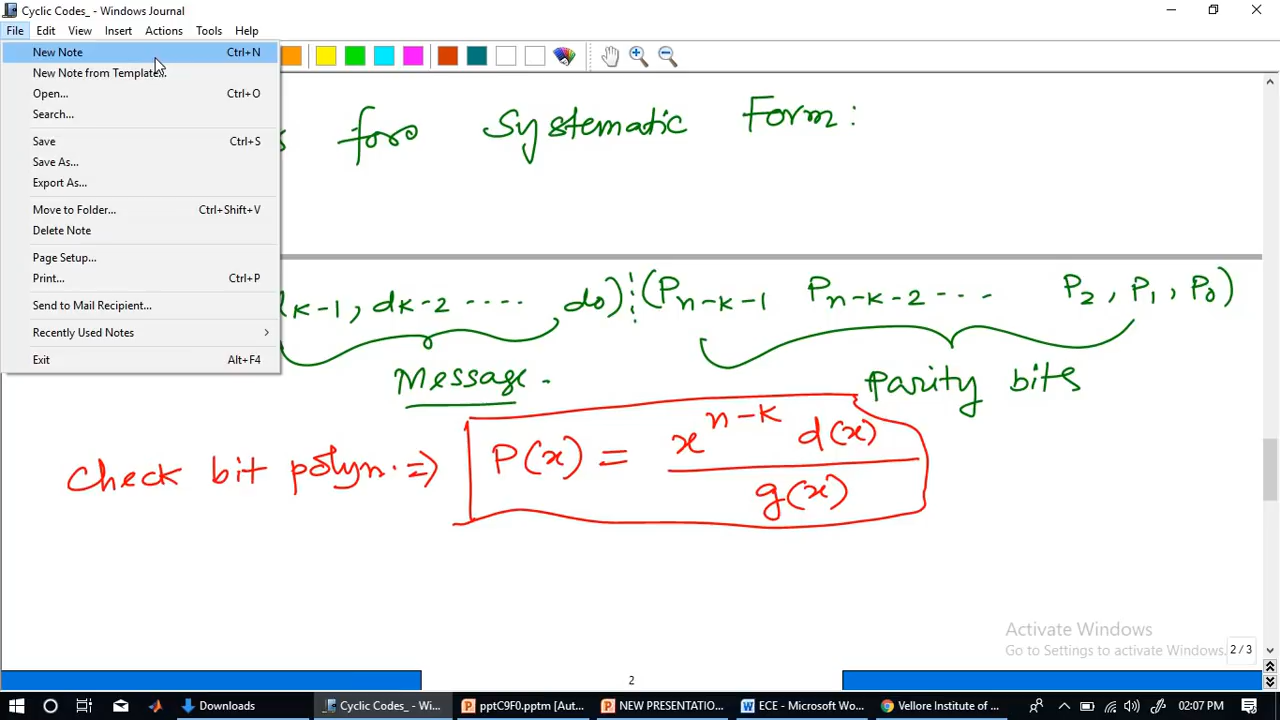 Cyclic Codes_ - Windows Journal
File Edit View Insert Actions Tools Help
New Note Ctrl+N
New Note from Template...
Open... Ctrl+O
Search...
Save Ctrl+S
Save As...
Export As...
Move to Folder... Ctrl+Shift+V
Delete Note
Page Setup...
Print... Ctrl+P
Send to Mail Recipient...
Recently Used Notes
Exit Alt+F4
for Systematic Form:
k-1, dk-2 .... do) (Pn-k-1 Pn-k-2 ... P2, P1, P0)
Message. Parity bits
Check bit polyn. => P(x) = x^n-k d(x) / g(x)
Activate Windows
Go to Settings to activate Windows.
2 / 3
2
Downloads
Cyclic Codes_ - Wi...
pptC9F0.pptm [Aut...
NEW PRESENTATIO...
ECE - Microsoft Wo...
Vellore Institute of ...
02:07 PM